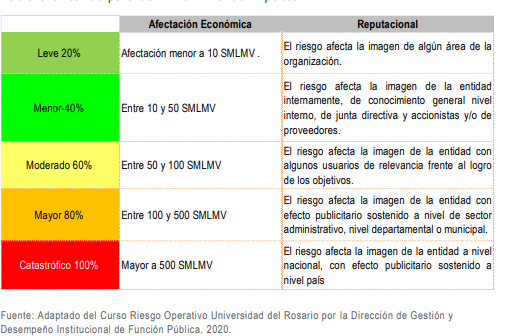 Afectación Económica Reputacional
Leve 20% Afectación menor a 10 SMLMV . El riesgo afecta la imagen de algún área de la
organización.
Menor-40% Entre 10 y 50 SMLMV El riesgo afecta la imagen de la entidad
internamente, de conocimiento general nivel
interno, de junta directiva y accionistas y/o de
proveedores.
Moderado 60% Entre 50 y 100 SMLMV El riesgo afecta la imagen de la entidad con
algunos usuarios de relevancia frente al logro
de los objetivos.
Mayor 80% Entre 100 y 500 SMLMV El riesgo afecta la imagen de la entidad con
efecto publicitario sostenido a nivel de sector
administrativo, nivel departamental o municipal.
Catastrófico 100% Mayor a 500 SMLMV El riesgo afecta la imagen de la entidad a nivel
nacional, con efecto publicitario sostenido a
nivel país
Fuente: Adaptado del Curso Riesgo Operativo Universidad del Rosario por la Dirección de Gestión y
Desempeño Institucional de Función Pública, 2020.